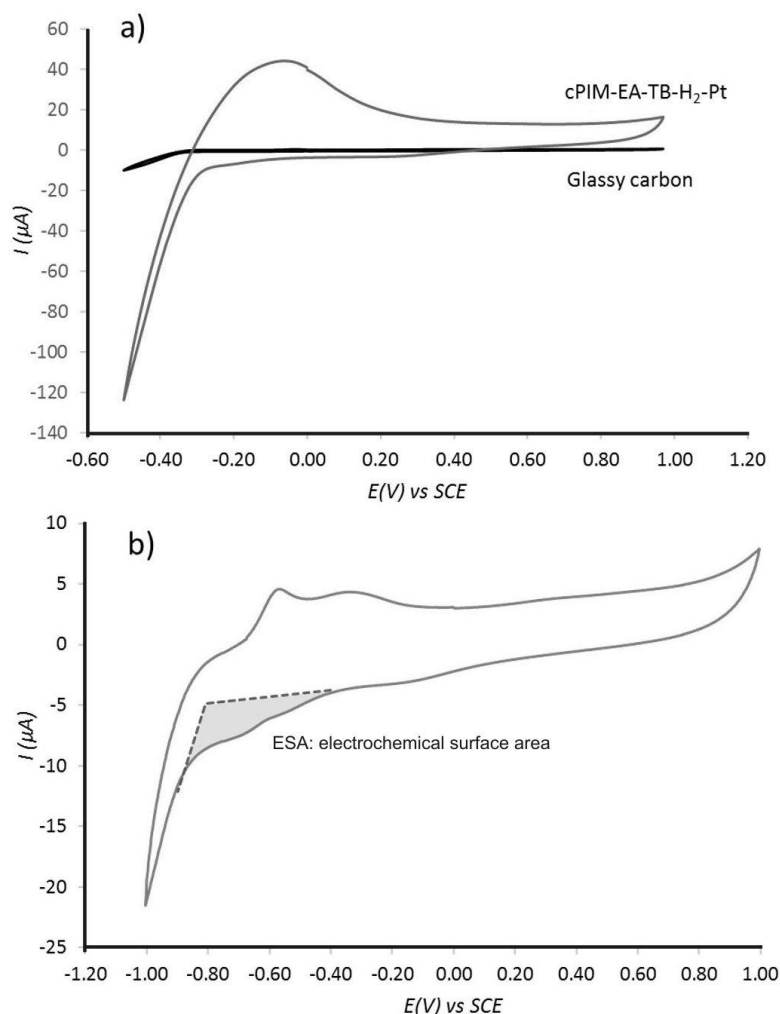 a)
60
40
20
0
-20
-40
-60
-80
-100
-120
-140
I (µA)
cPIM-EA-TB-H₂-Pt
Glassy carbon
-0.60 -0.40 -0.20 0.00 0.20 0.40 0.60 0.80 1.00 1.20
E(V) vs SCE
b)
10
5
0
-5
-10
-15
-20
-25
I (µA)
ESA: electrochemical surface area
-1.20 -1.00 -0.80 -0.60 -0.40 -0.20 0.00 0.20 0.40 0.60 0.80 1.00
E(V) vs SCE